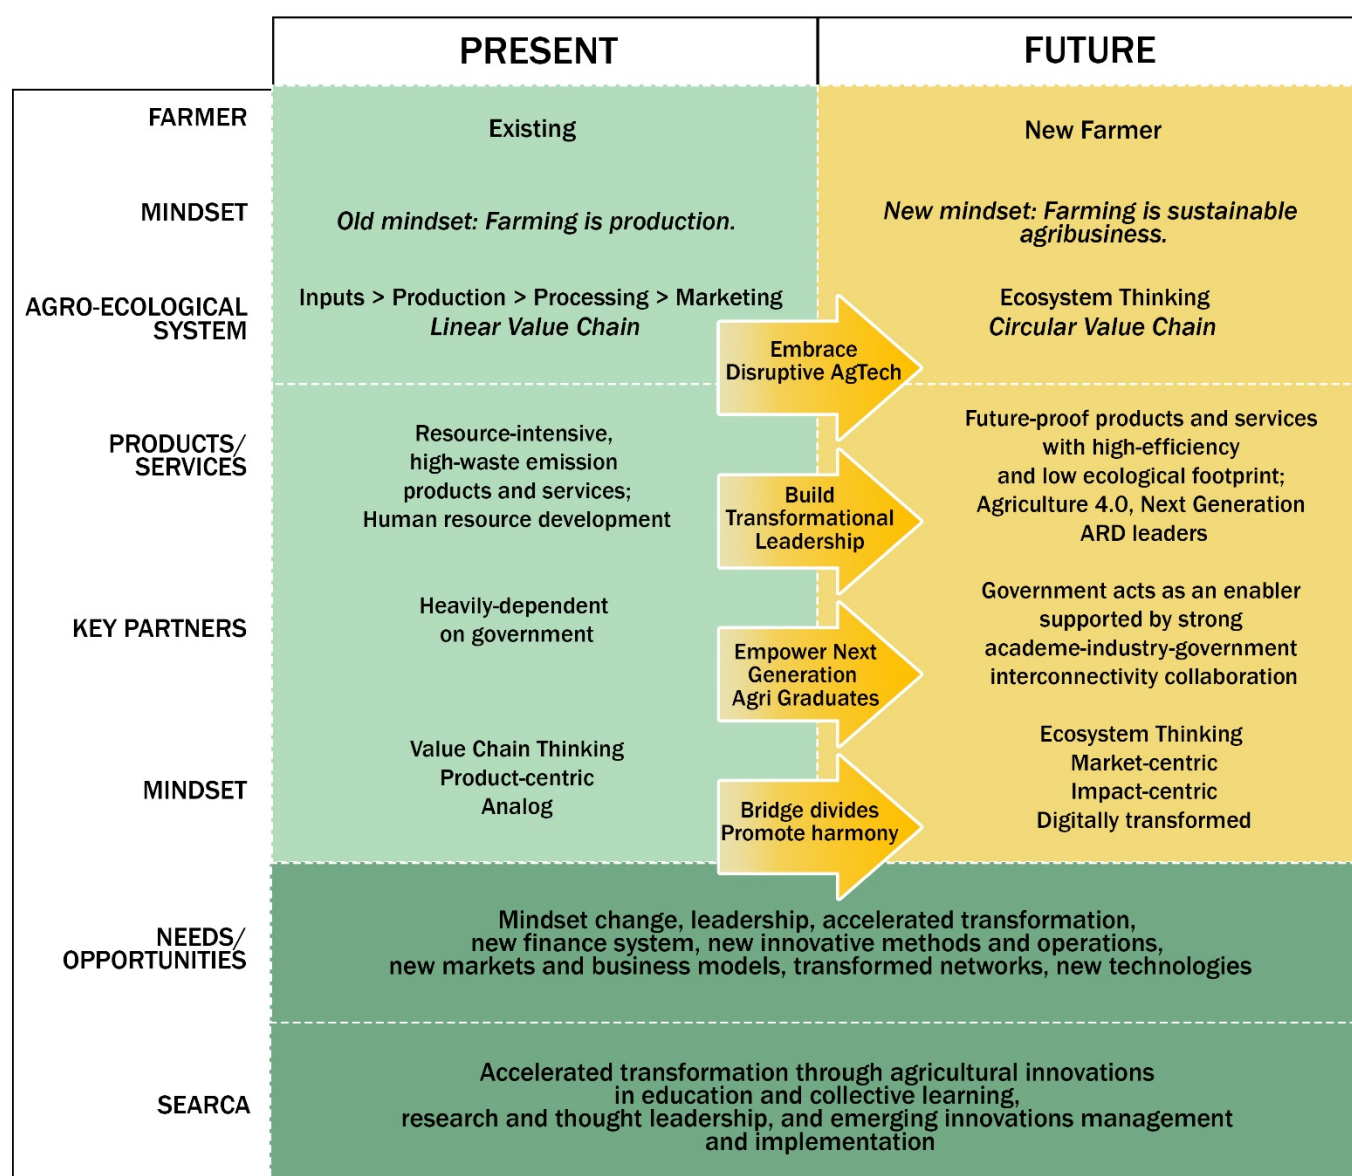 PRESENT
FUTURE
FARMER
Existing
New Farmer
MINDSET
Old mindset: Farming is production.
New mindset: Farming is sustainable
agribusiness.
AGRO-ECOLOGICAL
SYSTEM
Inputs > Production > Processing > Marketing
Linear Value Chain
Ecosystem Thinking
Circular Value Chain
Embrace
Disruptive AgTech
PRODUCTS/
SERVICES
Resource-intensive,
high-waste emission
products and services;
Human resource development
Future-proof products and services
with high-efficiency
and low ecological footprint;
Agriculture 4.0, Next Generation
ARD leaders
Build
Transformational
Leadership
KEY PARTNERS
Heavily-dependent
on government
Government acts as an enabler
supported by strong
academe-industry-government
interconnectivity collaboration
Empower Next
Generation
Agri Graduates
MINDSET
Value Chain Thinking
Product-centric
Analog
Ecosystem Thinking
Market-centric
Impact-centric
Digitally transformed
Bridge divides
Promote harmony
NEEDS/
OPPORTUNITIES
Mindset change, leadership, accelerated transformation,
new finance system, new innovative methods and operations,
new markets and business models, transformed networks, new technologies
SEARCA
Accelerated transformation through agricultural innovations
in education and collective learning,
research and thought leadership, and emerging innovations management
and implementation